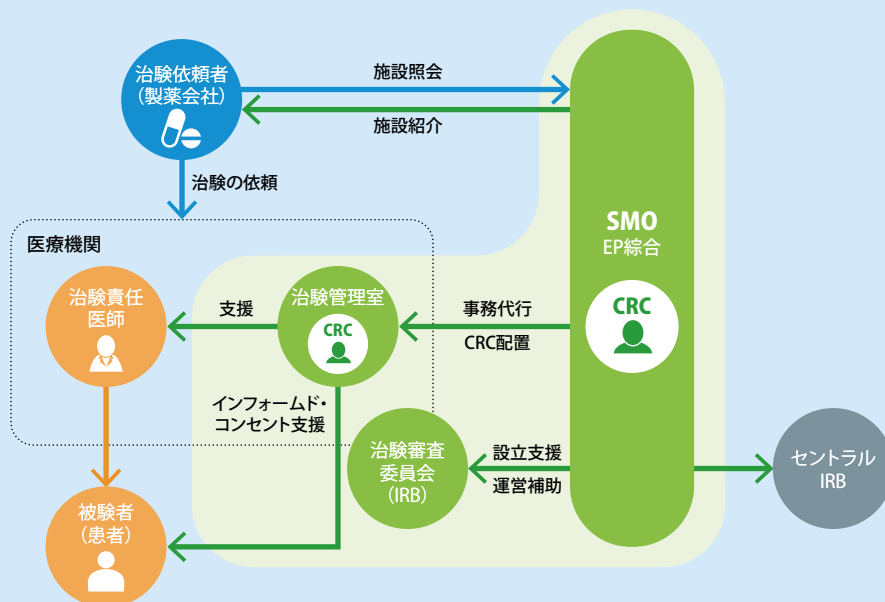 治験依頼者
(製薬会社)
施設照会
施設紹介
治験の依頼
SMO
EP綜合
CRC
医療機関
治験責任
医師
支援
治験管理室
CRC
事務代行
CRC配置
インフォームド・
コンセント支援
治験審査
委員会
(IRB)
設立支援
運営補助
セントラル
IRB
被験者
(患者)